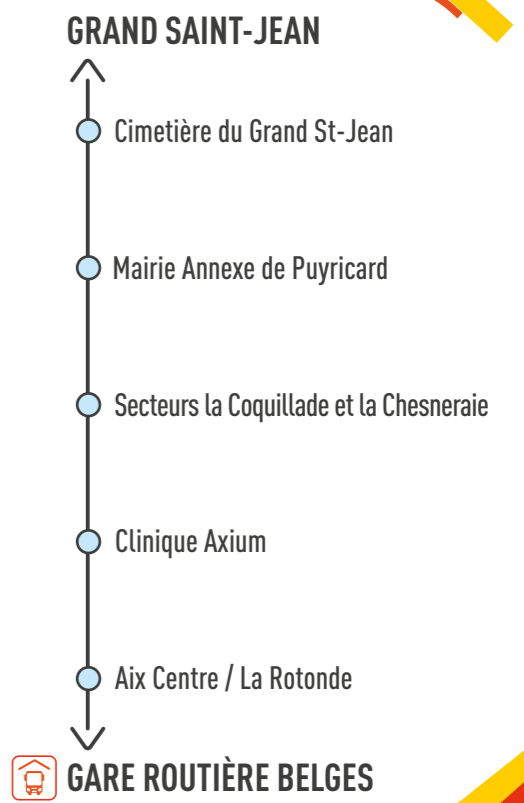 GRAND SAINT-JEAN
Cimetière du Grand St-Jean
Mairie Annexe de Puyricard
Secteurs la Coquillade et la Chesneraie
Clinique Axium
Aix Centre / La Rotonde
GARE ROUTIÈRE BELGES